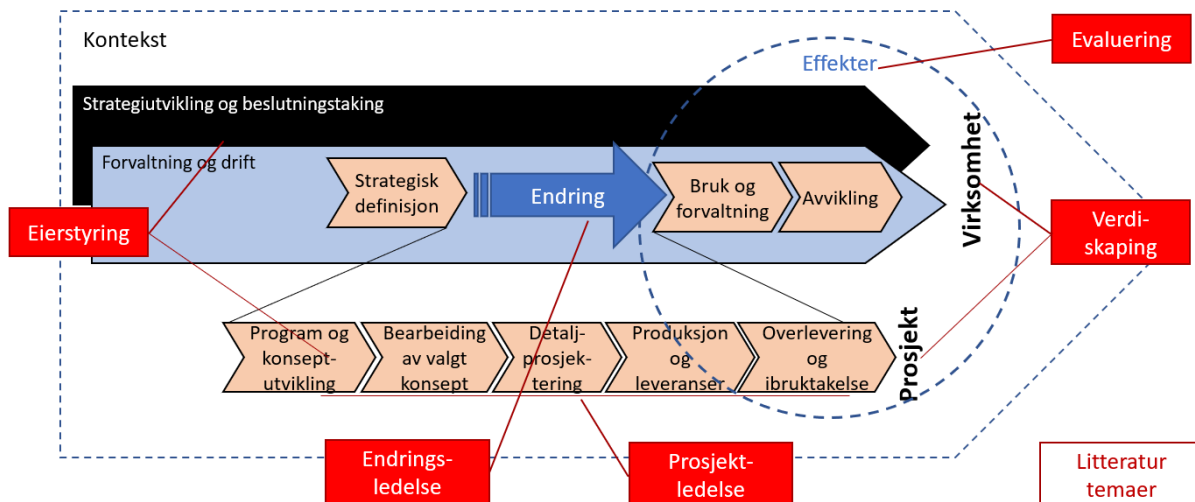 Kontekst
Evaluering
Effekter
Strategiutvikling og beslutningstaking
Forvaltning og drift
Strategisk
definisjon
Endring
Bruk og
forvaltning
Avvikling
Virksomhet
Eierstyring
Verdi-
skaping
Program og
konsept-
utvikling
Bearbeiding
av valgt
konsept
Detalj-
prosjek-
tering
Produksjon
og
leveranser
Overlevering
og
ibruktakelse
Prosjekt
Endrings-
ledelse
Prosjekt-
ledelse
Litteratur
temaer